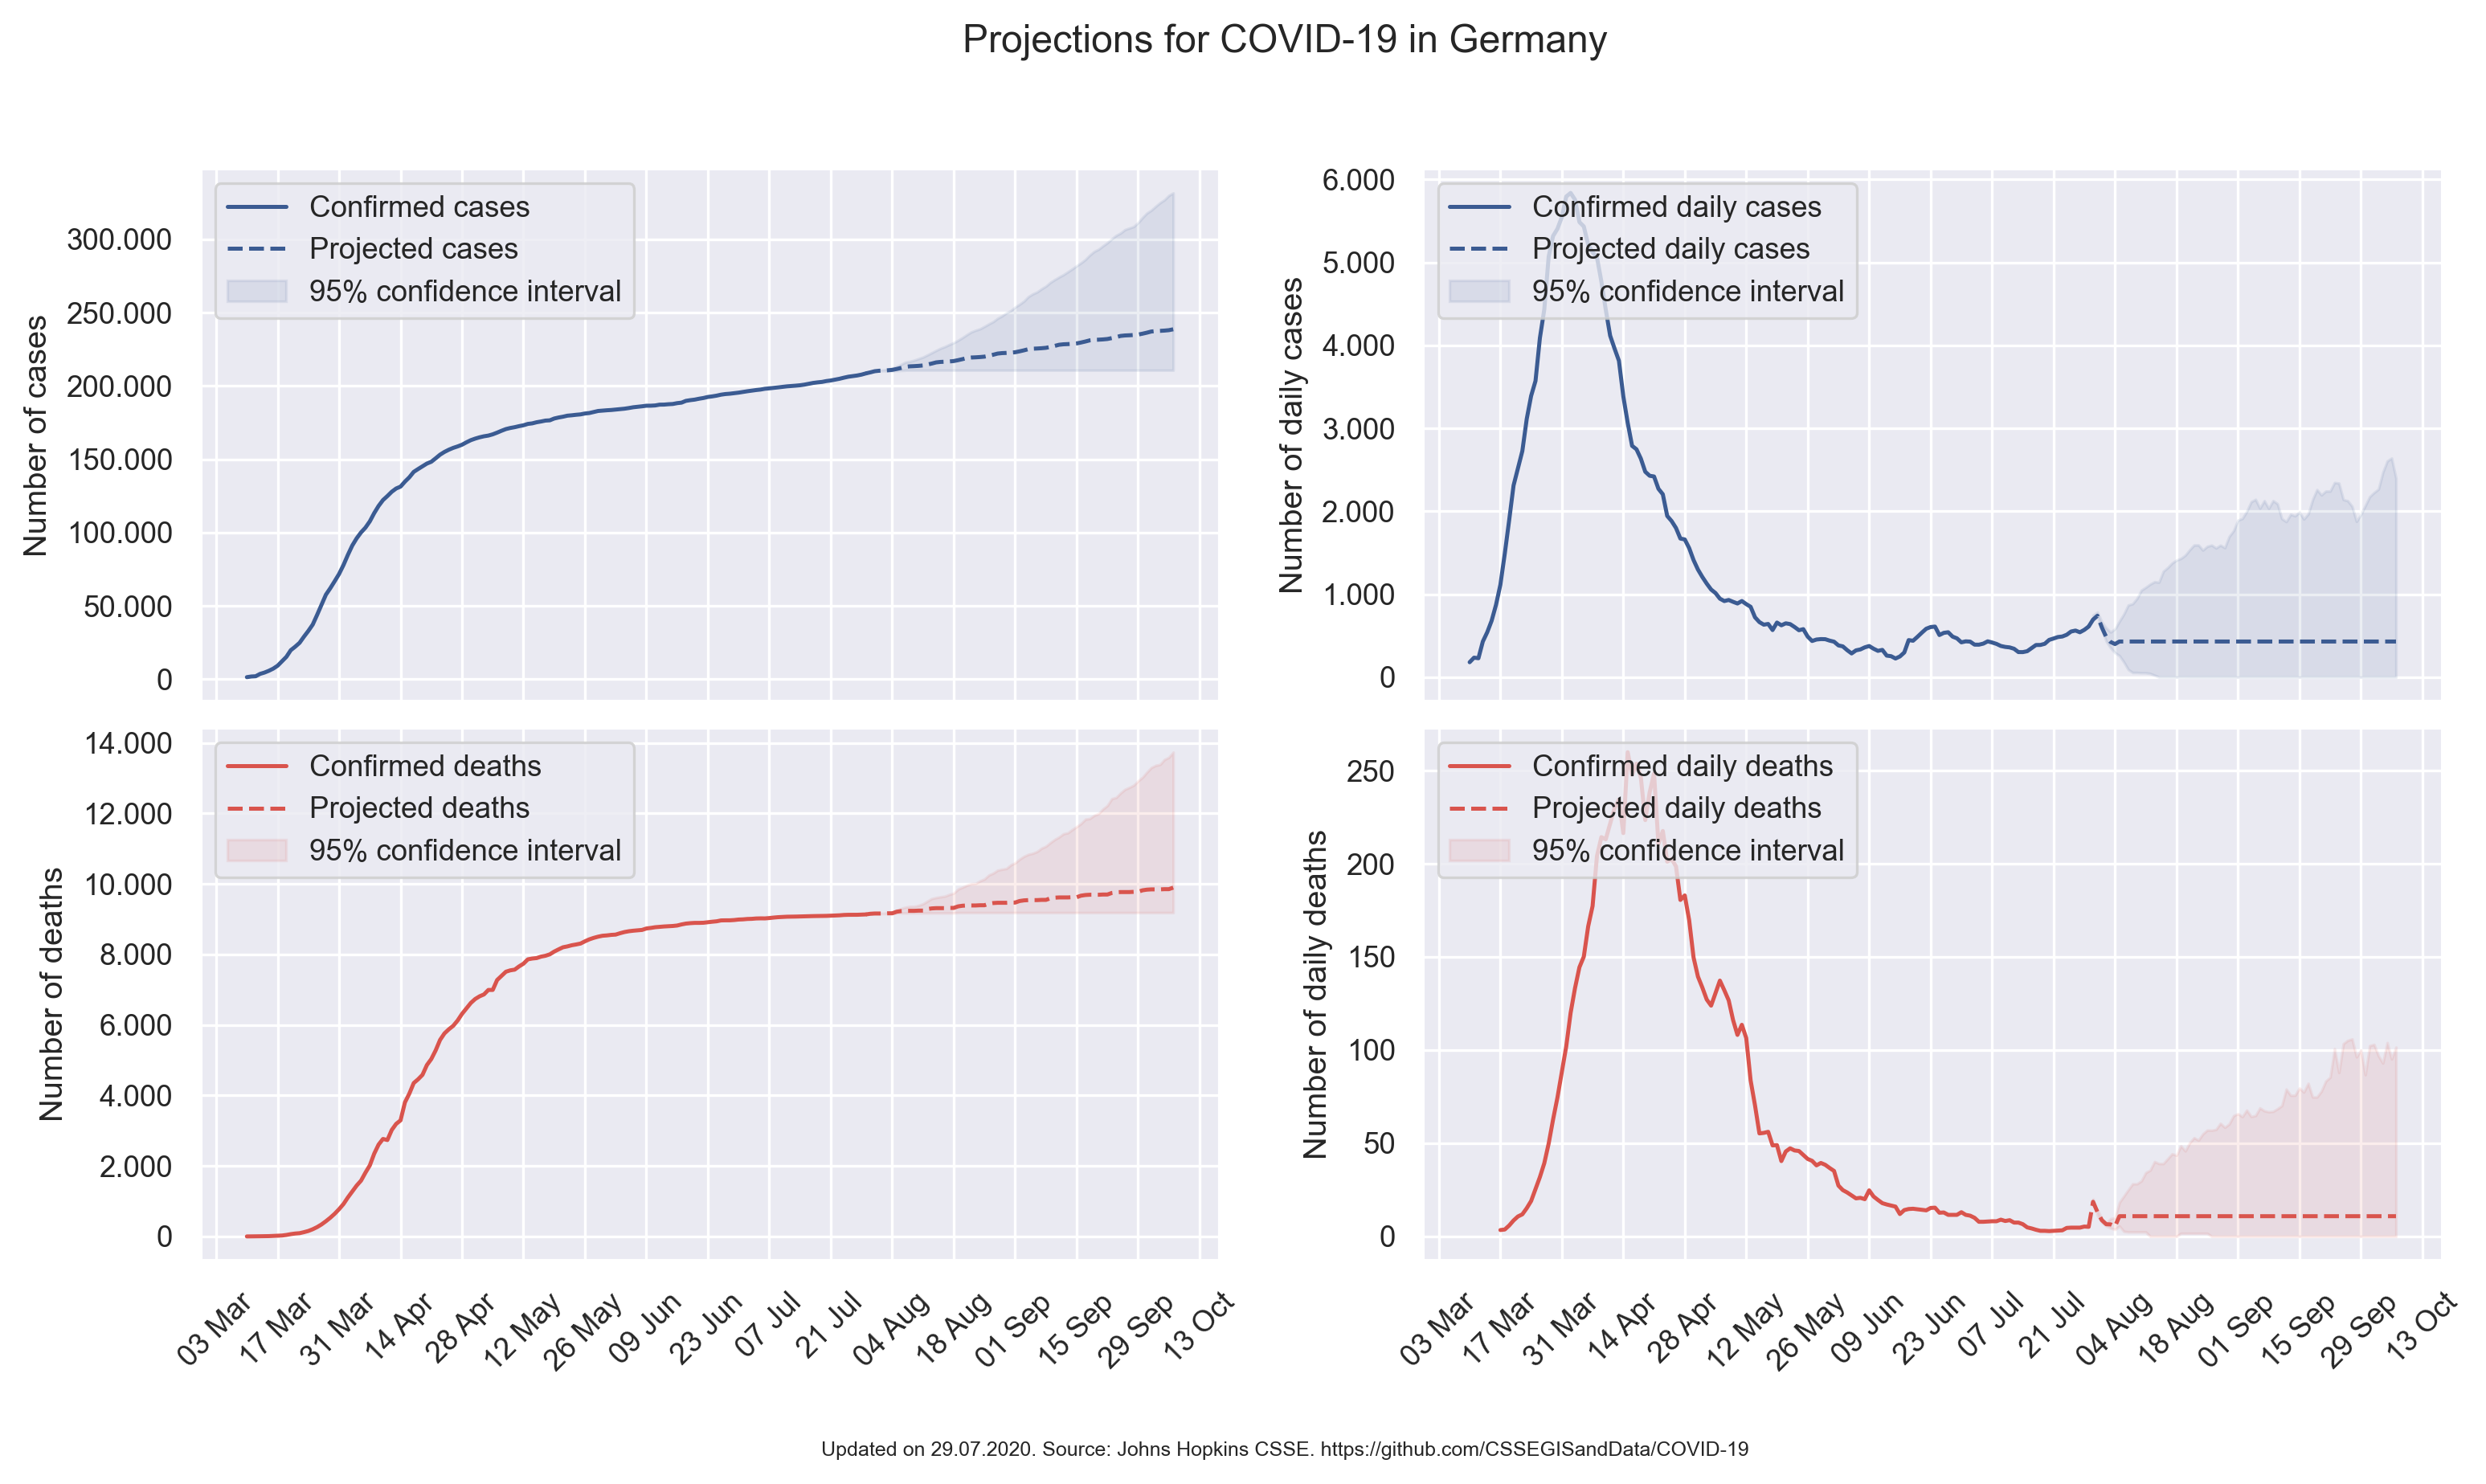 Projections for COVID-19 in Germany
Number of cases
300.000
250.000
200.000
150.000
100.000
50.000
0
Confirmed cases
Projected cases
95% confidence interval
Number of daily cases
6.000
5.000
4.000
3.000
2.000
1.000
0
Confirmed daily cases
Projected daily cases
95% confidence interval
Number of deaths
14.000
12.000
10.000
8.000
6.000
4.000
2.000
0
Confirmed deaths
Projected deaths
95% confidence interval
03 Mar
17 Mar
31 Mar
14 Apr
28 Apr
12 May
26 May
09 Jun
23 Jun
07 Jul
21 Jul
04 Aug
18 Aug
01 Sep
15 Sep
29 Sep
13 Oct
Number of daily deaths
250
200
150
100
50
0
Confirmed daily deaths
Projected daily deaths
95% confidence interval
03 Mar
17 Mar
31 Mar
14 Apr
28 Apr
12 May
26 May
09 Jun
23 Jun
07 Jul
21 Jul
04 Aug
18 Aug
01 Sep
15 Sep
29 Sep
13 Oct
Updated on 29.07.2020. Source: Johns Hopkins CSSE. https://github.com/CSSEGISandData/COVID-19